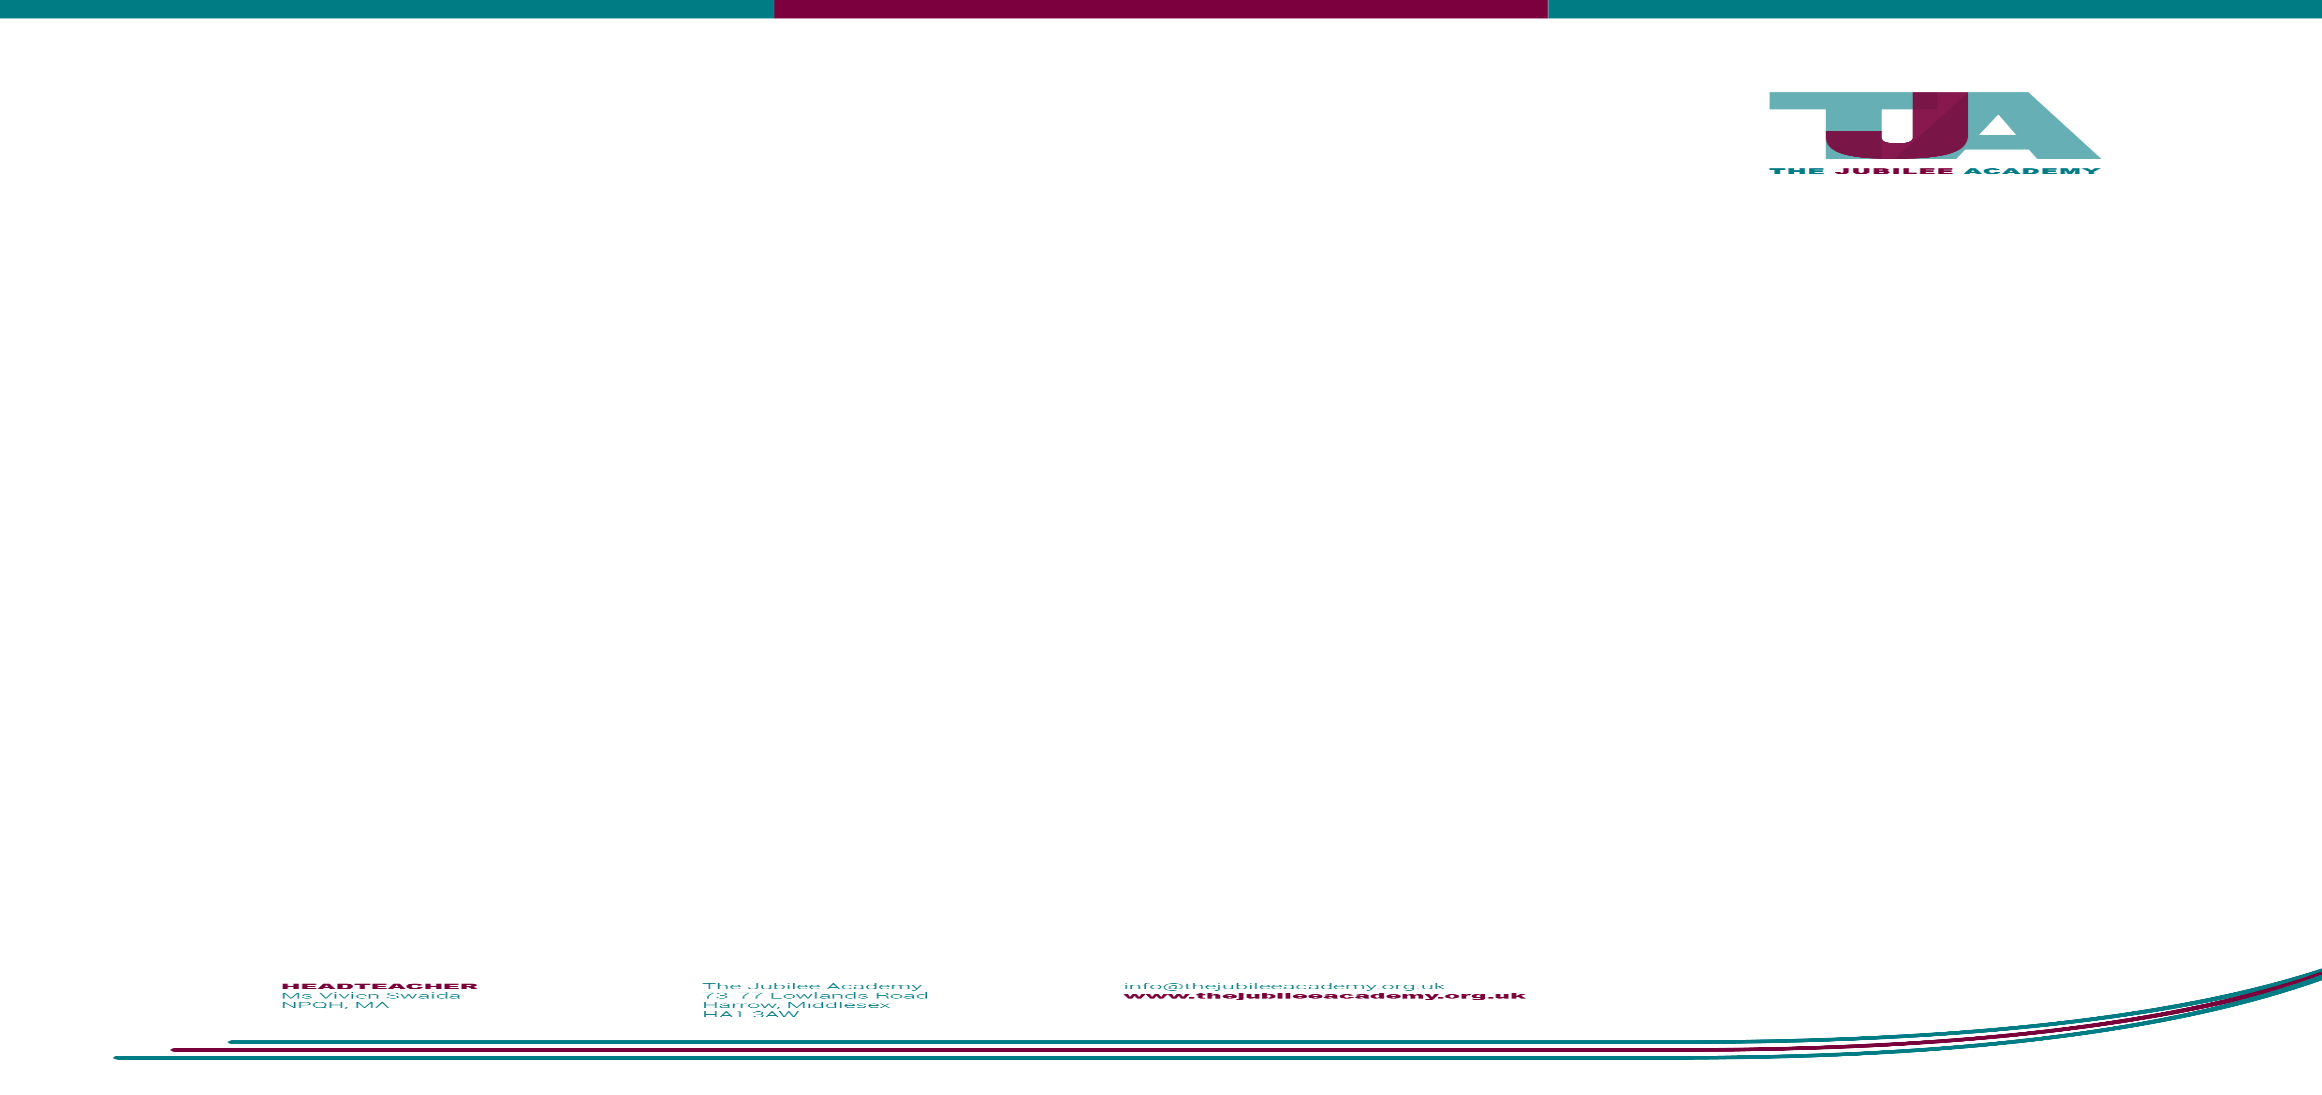 TJA
THE JUBILEE ACADEMY
HEADTEACHER
Ms Vivien Swaida
NPQH, MA
The Jubilee Academy
73-77 Lowlands Road
Harrow, Middlesex
HA1 3AW
info@thejubileeacademy.org.uk
www.thejubileeacademy.org.uk